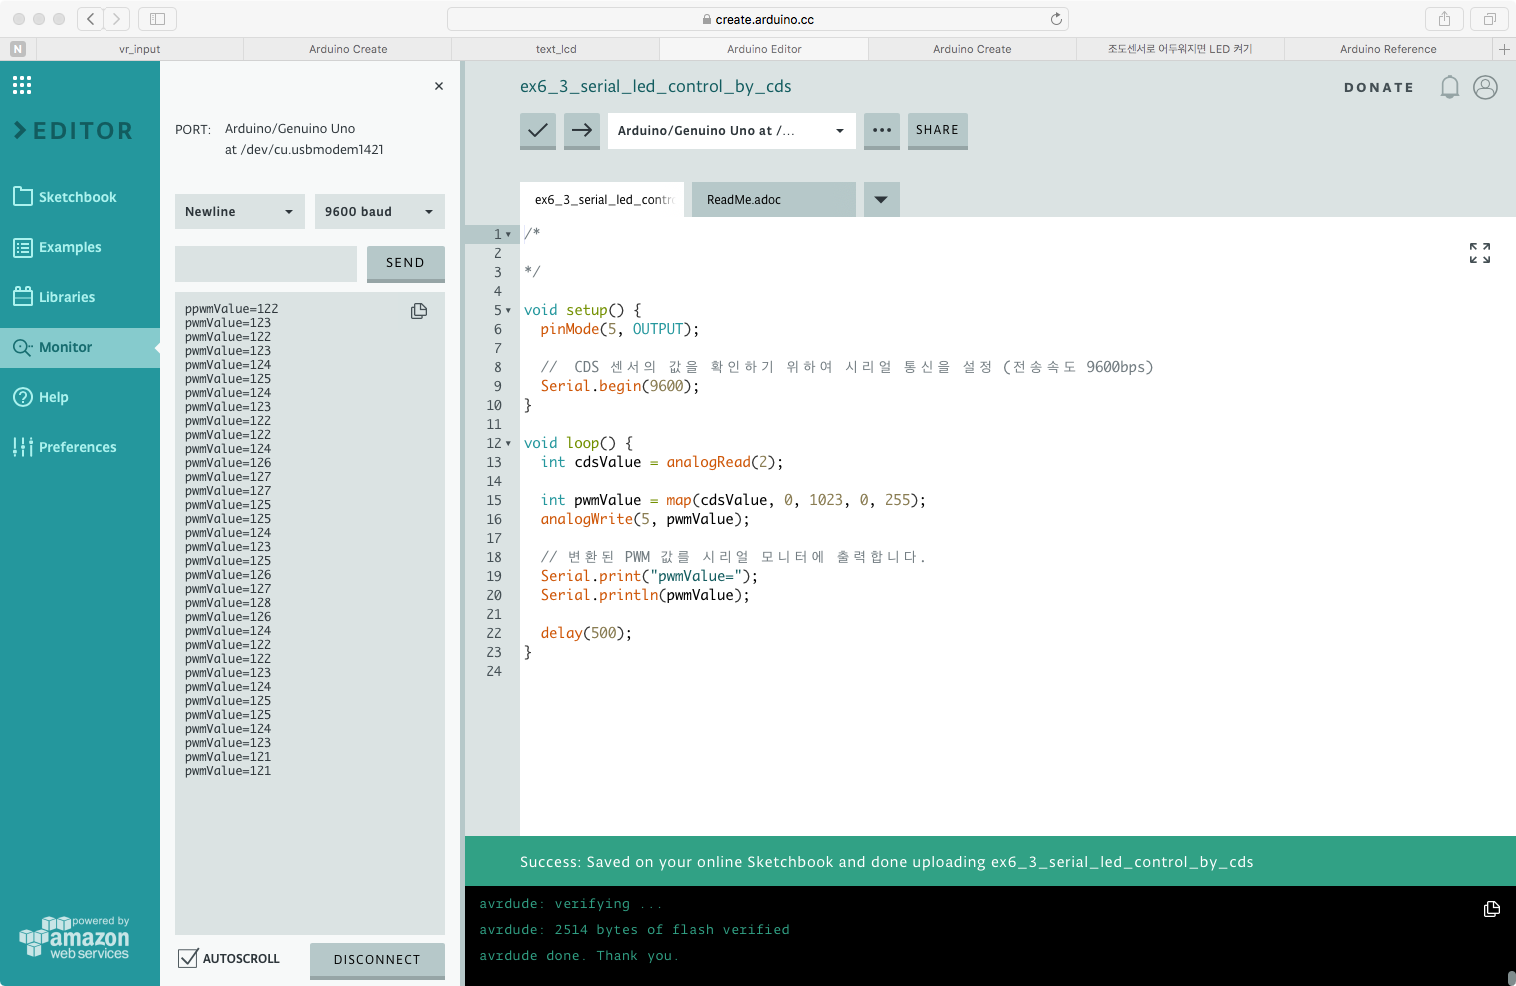 create.arduino.cc
N
vr_input
Arduino Create
text_lcd
Arduino Editor
Arduino Create
조도센서로 어두워지면 LED 켜기
Arduino Reference
EDITOR
Sketchbook
Examples
Libraries
Monitor
Help
Preferences
powered by
amazon
web services
PORT: Arduino/Genuino Uno
at /dev/cu.usbmodem1421
Newline
9600 baud
SEND
ppwmValue=122
pwmValue=123
pwmValue=122
pwmValue=123
pwmValue=124
pwmValue=125
pwmValue=124
pwmValue=123
pwmValue=122
pwmValue=122
pwmValue=124
pwmValue=126
pwmValue=127
pwmValue=127
pwmValue=125
pwmValue=125
pwmValue=124
pwmValue=123
pwmValue=125
pwmValue=126
pwmValue=127
pwmValue=128
pwmValue=126
pwmValue=124
pwmValue=122
pwmValue=122
pwmValue=123
pwmValue=124
pwmValue=125
pwmValue=125
pwmValue=124
pwmValue=123
pwmValue=121
pwmValue=121
AUTOSCROLL
DISCONNECT
ex6_3_serial_led_control_by_cds
DONATE
Arduino/Genuino Uno at /...
SHARE
ex6_3_serial_led_contr
ReadMe.adoc
1 /*
2
3 */
4
5 void setup() {
6 pinMode(5, OUTPUT);
7
8 // CDS 센서의 값을 확인하기 위하여 시리얼 통신을 설정 (전송속도 9600bps)
9 Serial.begin(9600);
10 }
11
12 void loop() {
13 int cdsValue = analogRead(2);
14
15 int pwmValue = map(cdsValue, 0, 1023, 0, 255);
16 analogWrite(5, pwmValue);
17
18 // 변환된 PWM 값를 시리얼 모니터에 출력합니다.
19 Serial.print("pwmValue=");
20 Serial.println(pwmValue);
21
22 delay(500);
23 }
24
Success: Saved on your online Sketchbook and done uploading ex6_3_serial_led_control_by_cds
avrdude: verifying ...
avrdude: 2514 bytes of flash verified
avrdude done. Thank you.